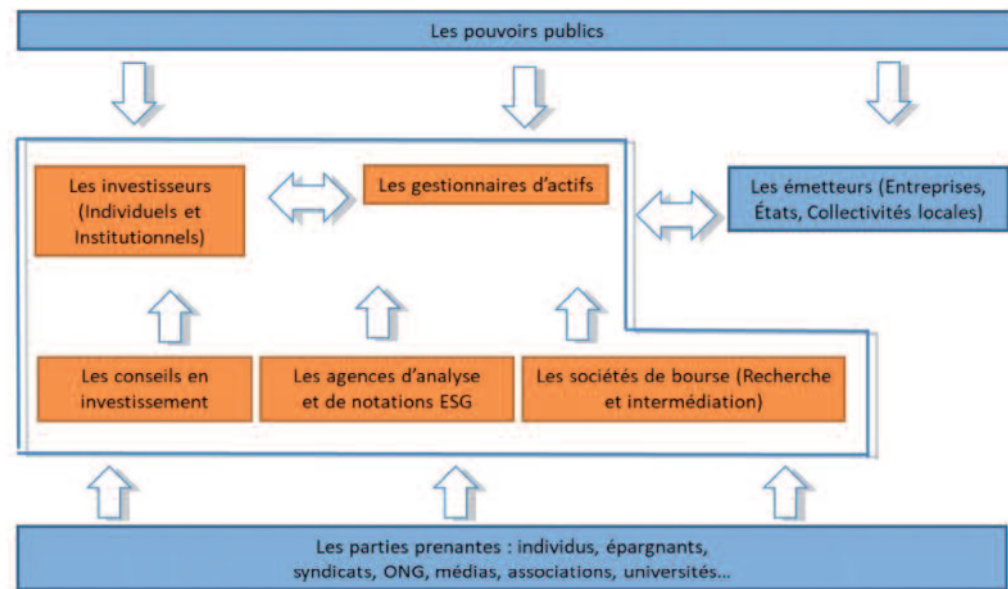 Les pouvoirs publics
Les investisseurs
(Individuels et
Institutionnels)
Les gestionnaires d'actifs
Les émetteurs (Entreprises,
États, Collectivités locales)
Les conseils en
investissement
Les agences d'analyse
et de notations ESG
Les sociétés de bourse (Recherche
et intermédiation)
Les parties prenantes : individus, épargnants,
syndicats, ONG, médias, associations, universités...